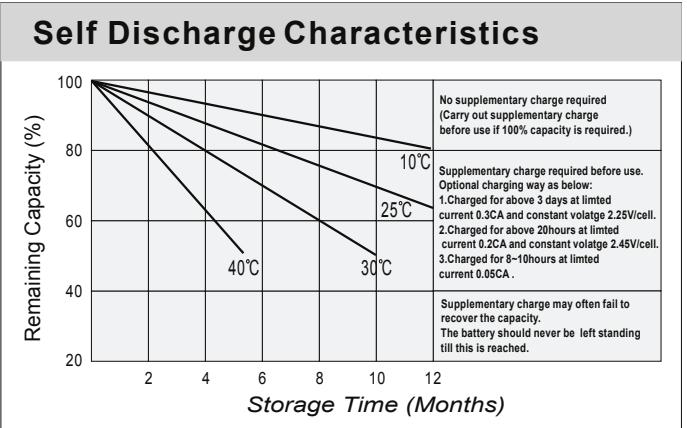 Self Discharge Characteristics
Remaining Capacity (%)
100
80
60
40
20
10℃
25℃
30℃
40℃
No supplementary charge required
(Carry out supplementary charge
before use if 100% capacity is required.)
Supplementary charge required before use.
Optional charging way as below:
1.Charged for above 3 days at limted
current 0.3CA and constant volatge 2.25V/cell.
2.Charged for above 20hours at limted
current 0.2CA and constant volatge 2.45V/cell.
3.Charged for 8~10hours at limted
current 0.05CA .
Supplementary charge may often fail to
recover the capacity.
The battery should never be left standing
till this is reached.
2 4 6 8 10 12
Storage Time (Months)